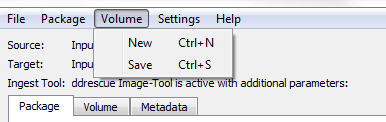 File Package Volume Settings Help
New Ctrl+N
Save Ctrl+S
Source: Inpu
Target: Inpu
Ingest Tool: ddrescue Image-Tool is active with additional parameters:
Package Volume Metadata